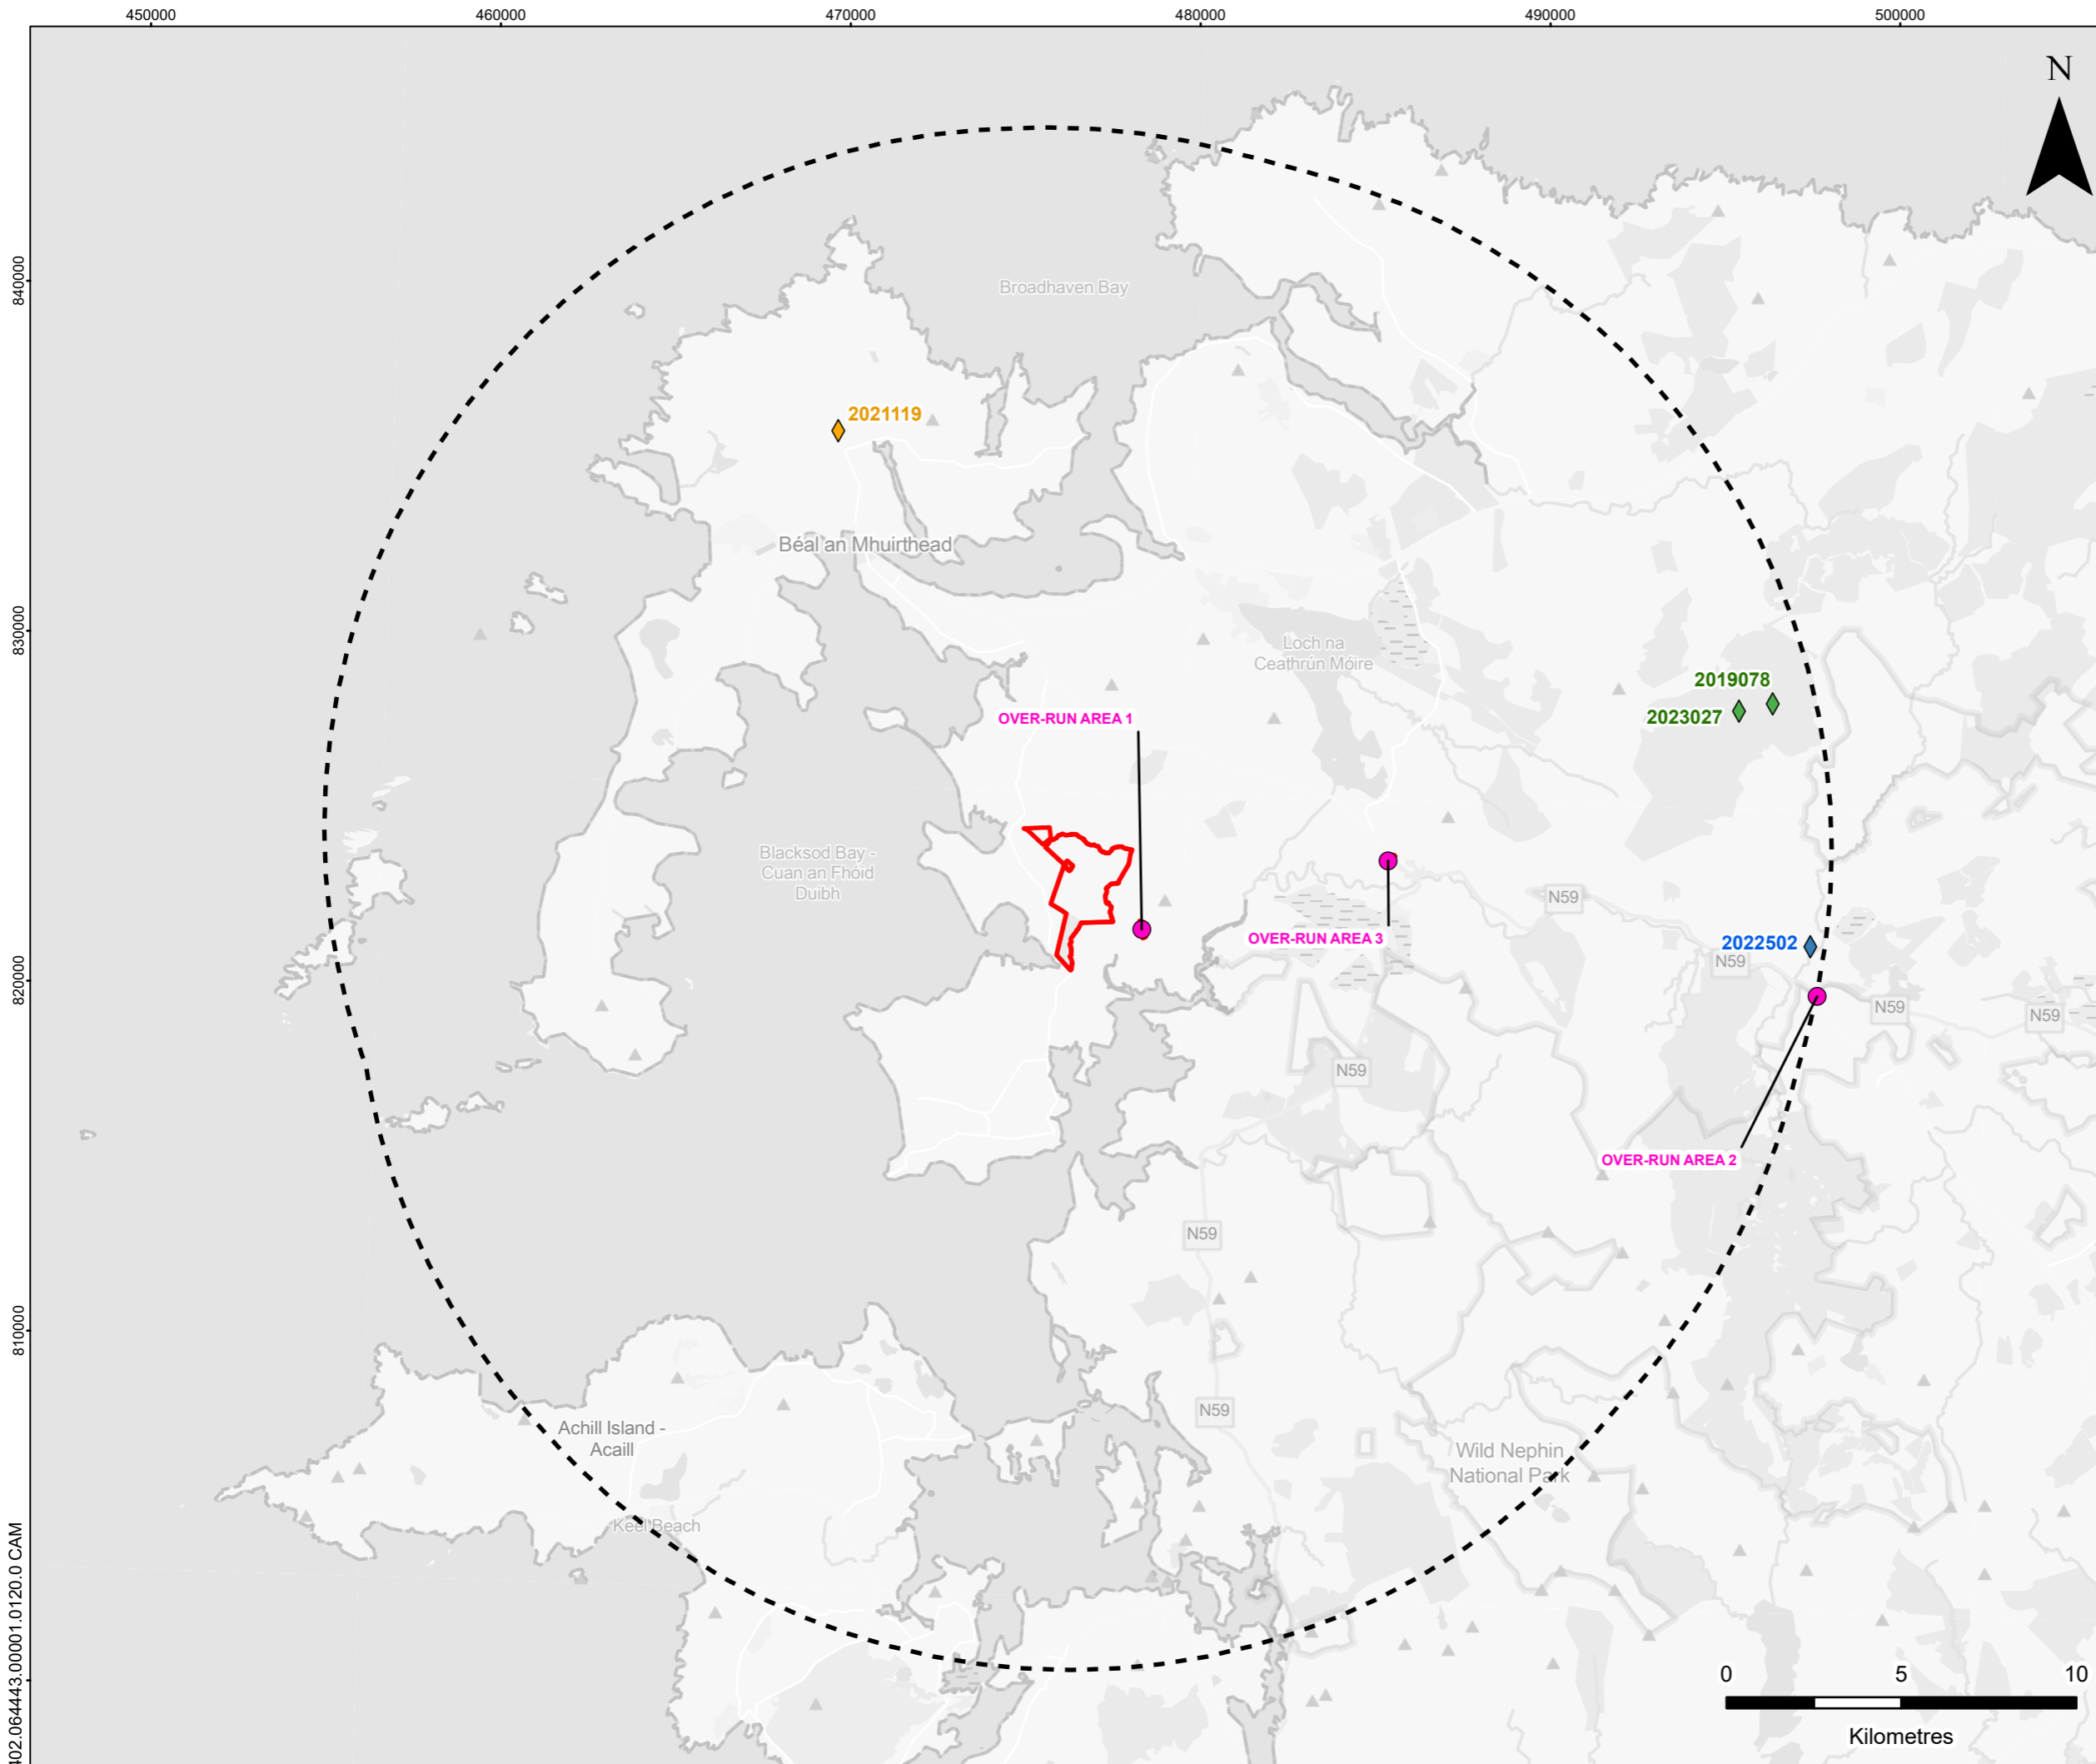 450000
460000
470000
480000
490000
500000
N
840000
Broadhaven Bay
2021119
Béal an Mhuirthead
830000
Loch na
Ceathrún Móire
2019078
2023027
OVER-RUN AREA 1
Blacksod Bay -
Cuan an Fhóid
Duibh
N59
OVER-RUN AREA 3
2022502
N59
820000
N59
N59
N59
OVER-RUN AREA 2
N59
810000
N59
Achill Island -
Acaill
Wild Nephin
National Park
Keel Beach
402.064443.00001.0120.0 CAM
0
5
10
Kilometres